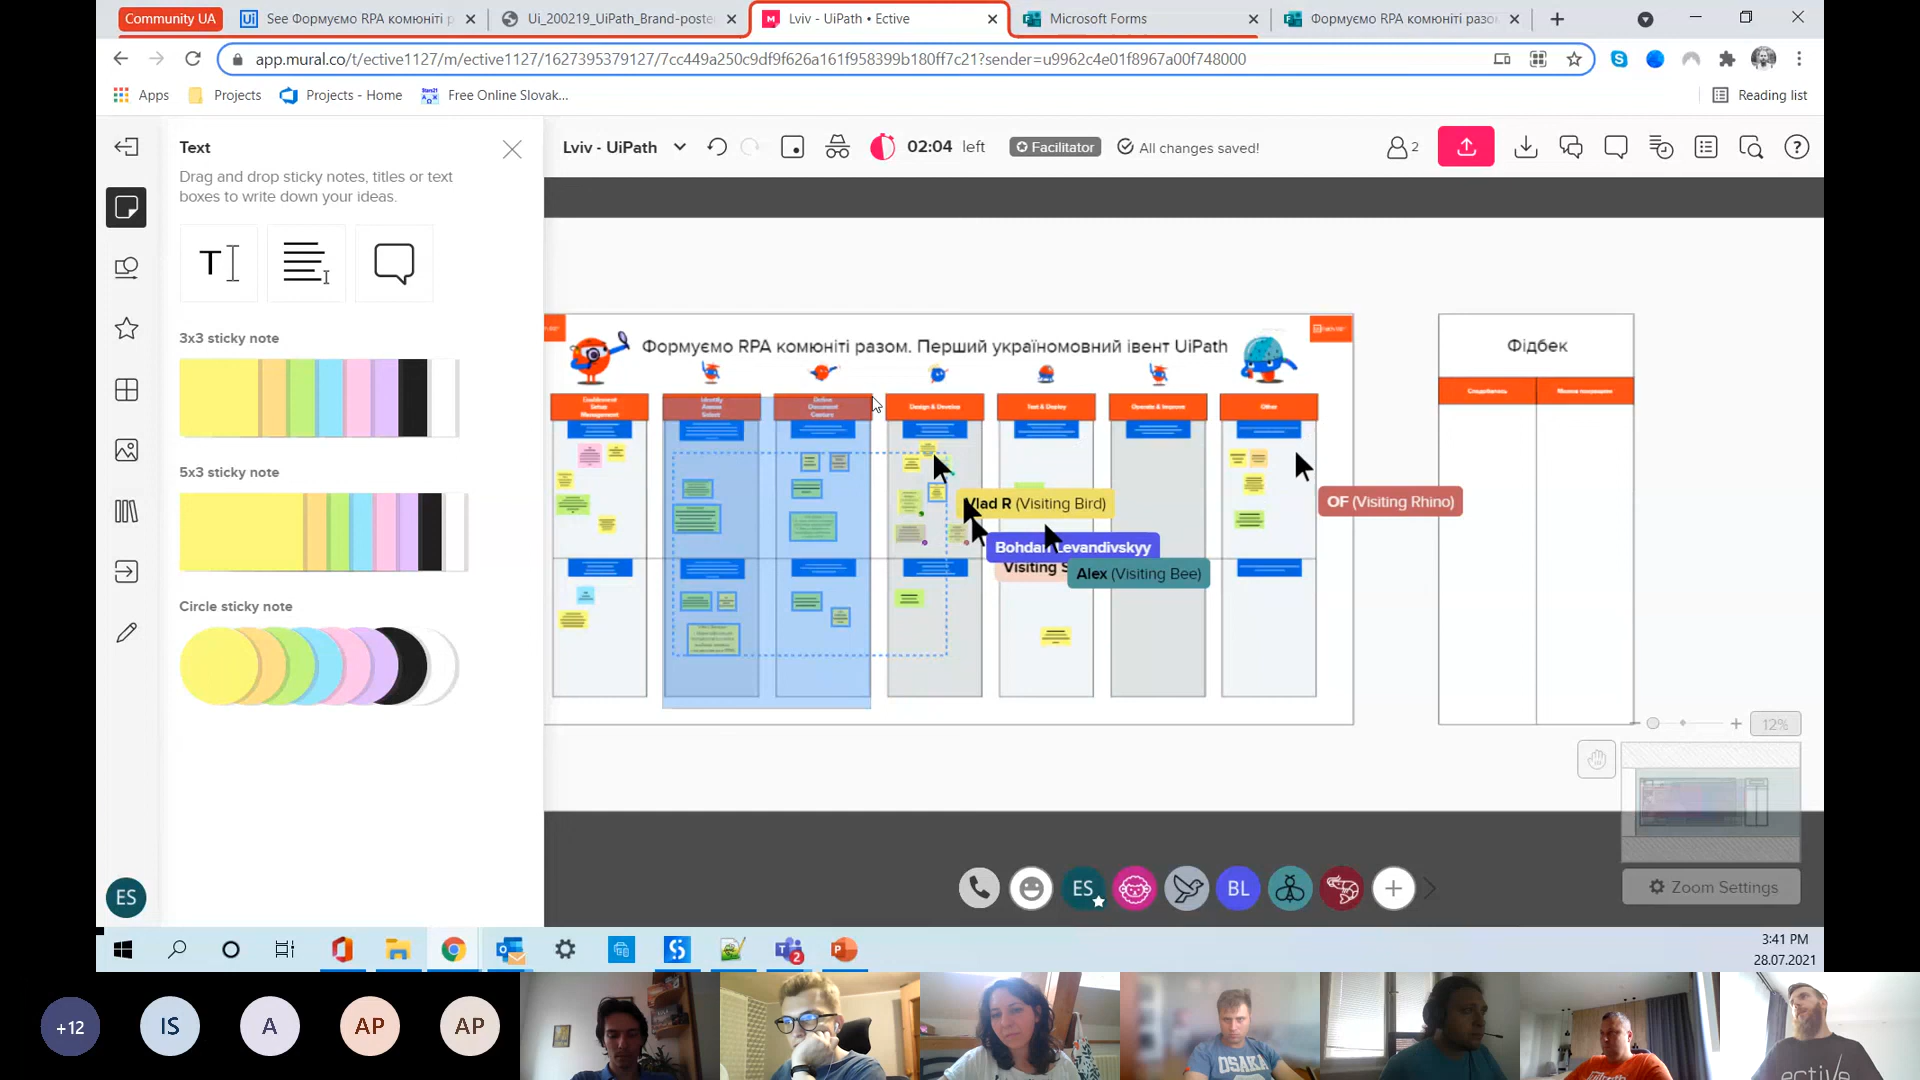 Community UA
See Формуємо RPA комюніті р
Ui_200219_UiPath_Brand-poste
Lviv - UiPath • Ective
Microsoft Forms
Формуємо RPA комюніті разо
app.mural.co/t/ective1127/m/ective1127/1627395379127/7cc449a250c9df9f626a161f958399b180ff7c21?sender=u9962c4e01f8967a00f748000
Apps
Projects
Projects - Home
Free Online Slovak...
Reading list
Text
Drag and drop sticky notes, titles or text
boxes to write down your ideas.
T
3x3 sticky note
5x3 sticky note
Circle sticky note
Lviv - UiPath
02:04 left
Facilitator
All changes saved!
2
Формуємо RPA комюніті разом. Перший україномовний івент UiPath
Design & Develop
Test & Deploy
Operate & Improve
Other
Фідбек
Vlad R (Visiting Bird)
OF (Visiting Rhino)
Bohdan Levandivskyy
Visiting S
Alex (Visiting Bee)
12%
Zoom Settings
ES
ES
BL
3:41 PM
28.07.2021
2
+12
IS
A
AP
AP
OSAKA
ective